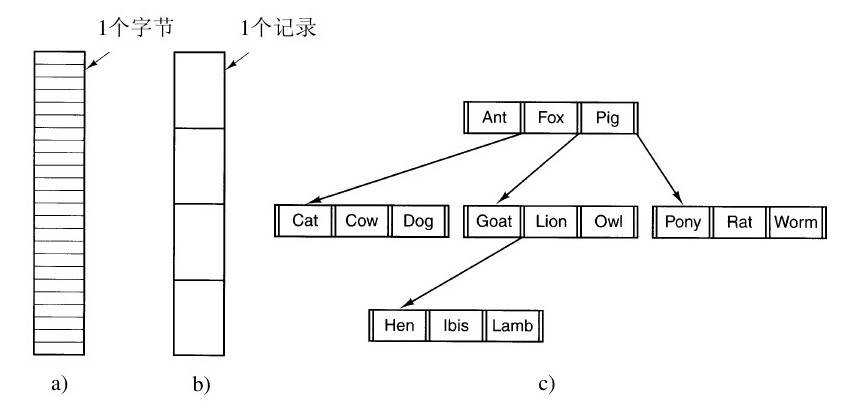 1个字节
1个记录
Ant Fox Pig
Cat Cow Dog
Goat Lion Owl
Pony Rat Worm
Hen Ibis Lamb
a)
b)
c)